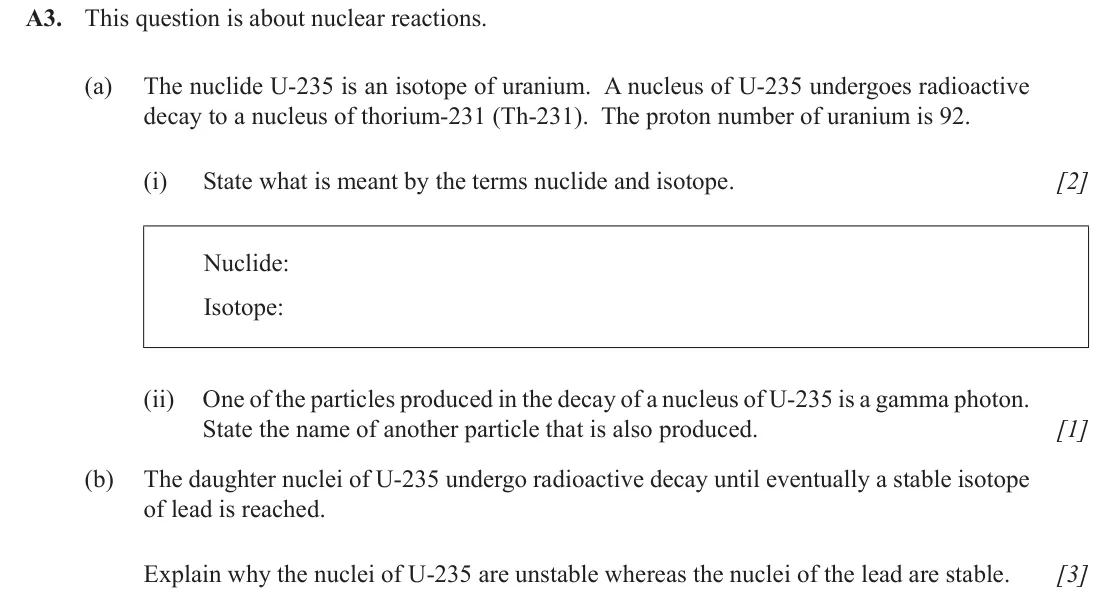 A3. This question is about nuclear reactions.
(a) The nuclide U-235 is an isotope of uranium. A nucleus of U-235 undergoes radioactive
decay to a nucleus of thorium-231 (Th-231). The proton number of uranium is 92.
(i) State what is meant by the terms nuclide and isotope. [2]
Nuclide:
Isotope:
(ii) One of the particles produced in the decay of a nucleus of U-235 is a gamma photon.
State the name of another particle that is also produced. [1]
(b) The daughter nuclei of U-235 undergo radioactive decay until eventually a stable isotope
of lead is reached.
Explain why the nuclei of U-235 are unstable whereas the nuclei of the lead are stable. [3]